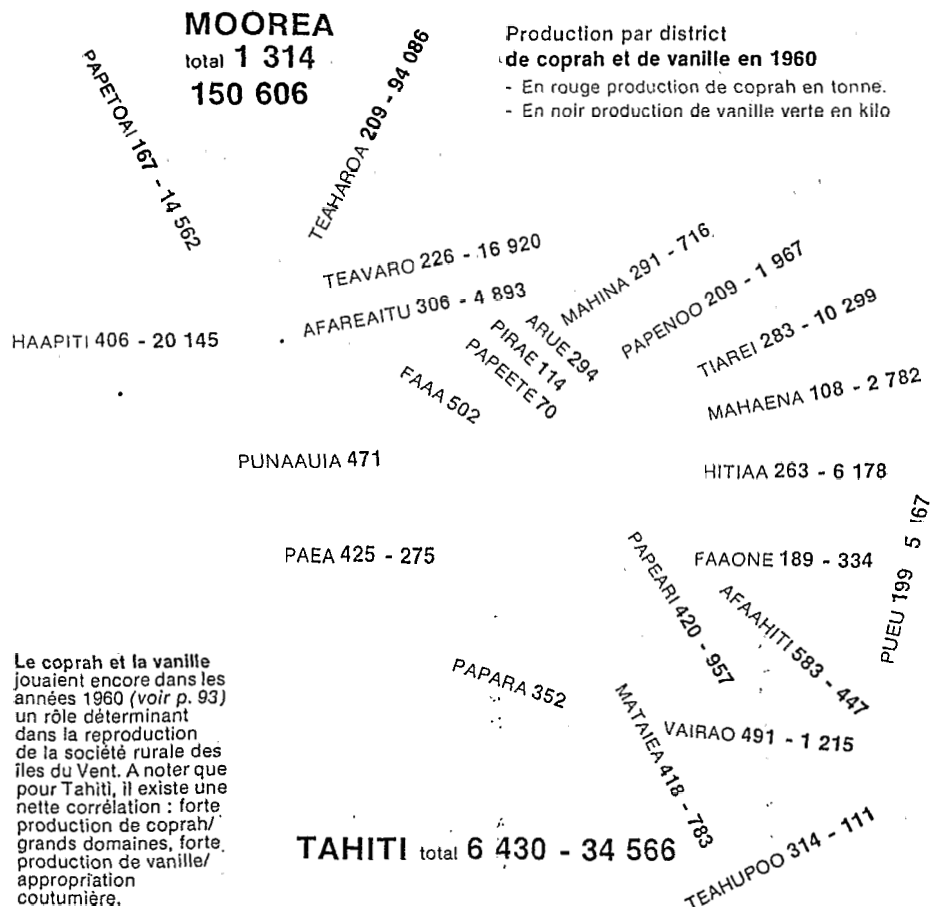 MOOREA
total 1 314
150 606
Production par district
de coprah et de vanille en 1960
- En rouge production de coprah en tonne.
- En noir production de vanille verte en kilo
PAPETOAI 167 - 14 562
TEAHAROA 209 - 94 086
TEAVARO 226 - 16 920
AFAREAITU 306 - 4 893
HAAPITI 406 - 20 145
MAHINA 291 - 716
ARUE 294
PIRAE 114
PAPEETE 70
FAAA 502
PAPENOO 209 - 1 967
TIAREI 283 - 10 299
MAHAENA 108 - 2 782
PUNAAUIA 471
HITIAA 263 - 6 178
PAEA 425 - 275
FAAONE 189 - 334
PUEU 199 5 167
PAPEARI 420 - 957
AFAAHITI 583 - 447
PAPARA 352
MATAIEA 418 - 783
VAIRAO 491 - 1 215
TEAHUPOO 314 - 111
Le coprah et la vanille
jouaient encore dans les
années 1960 (voir p. 93)
un rôle déterminant
dans la reproduction
de la société rurale des
îles du Vent. A noter que
pour Tahiti, il existe une
nette corrélation : forte
production de coprah/
grands domaines, forte
production de vanille/
appropriation
coutumière.
TAHITI total 6 430 - 34 566